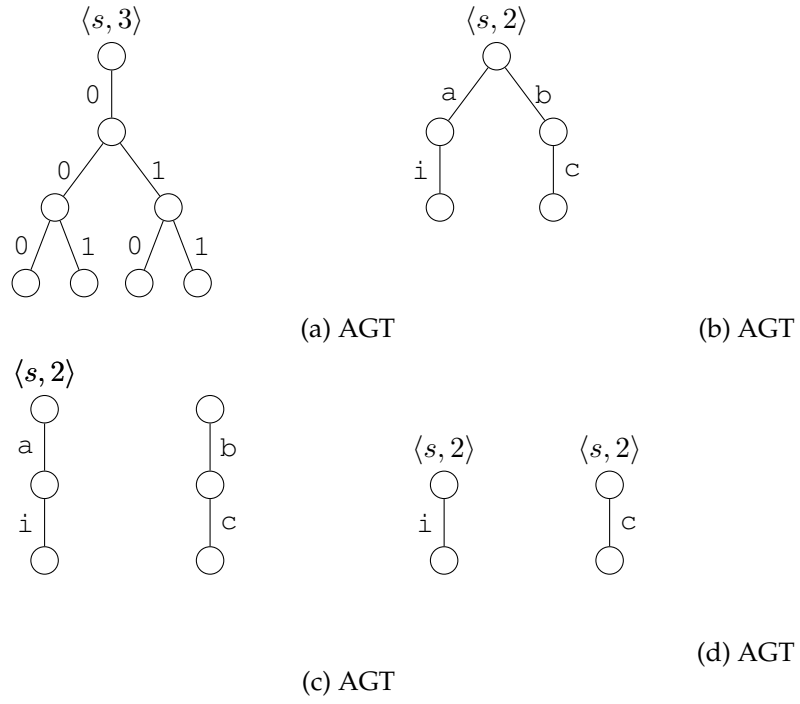 ⟨s, 3⟩
0
0 1
0 1 0 1
(a) AGT
⟨s, 2⟩
a b
i c
(b) AGT
⟨s, 2⟩
a b
i c
(c) AGT
⟨s, 2⟩ ⟨s, 2⟩
i c
(d) AGT